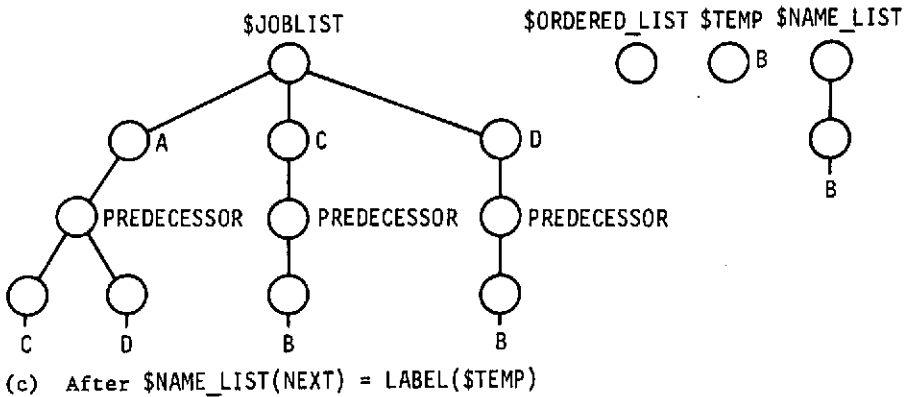 $JOBLIST
$ORDERED_LIST $TEMP $NAME_LIST
B
A
C
D
B
PREDECESSOR
PREDECESSOR
PREDECESSOR
C
D
B
B
(c) After $NAME_LIST(NEXT) = LABEL($TEMP)